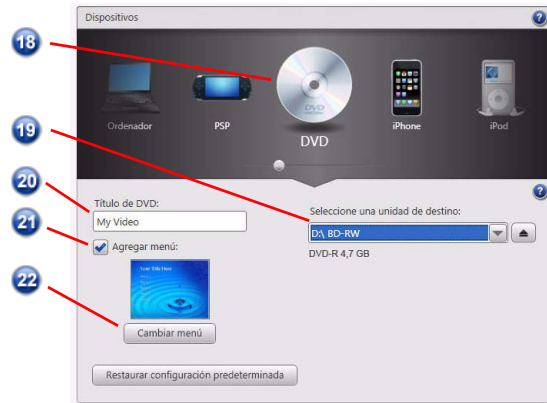 Dispositivos
?
18
Ordenador
PSP
DVD
DVD
iPhone
iPod
19
?
20
Título de DVD:
My Video
Seleccione una unidad de destino:
D:\ BD-RW
DVD-R 4,7 GB
21
Agregar menú:
Your Title Here
22
Cambiar menú
Restaurar configuración predeterminada